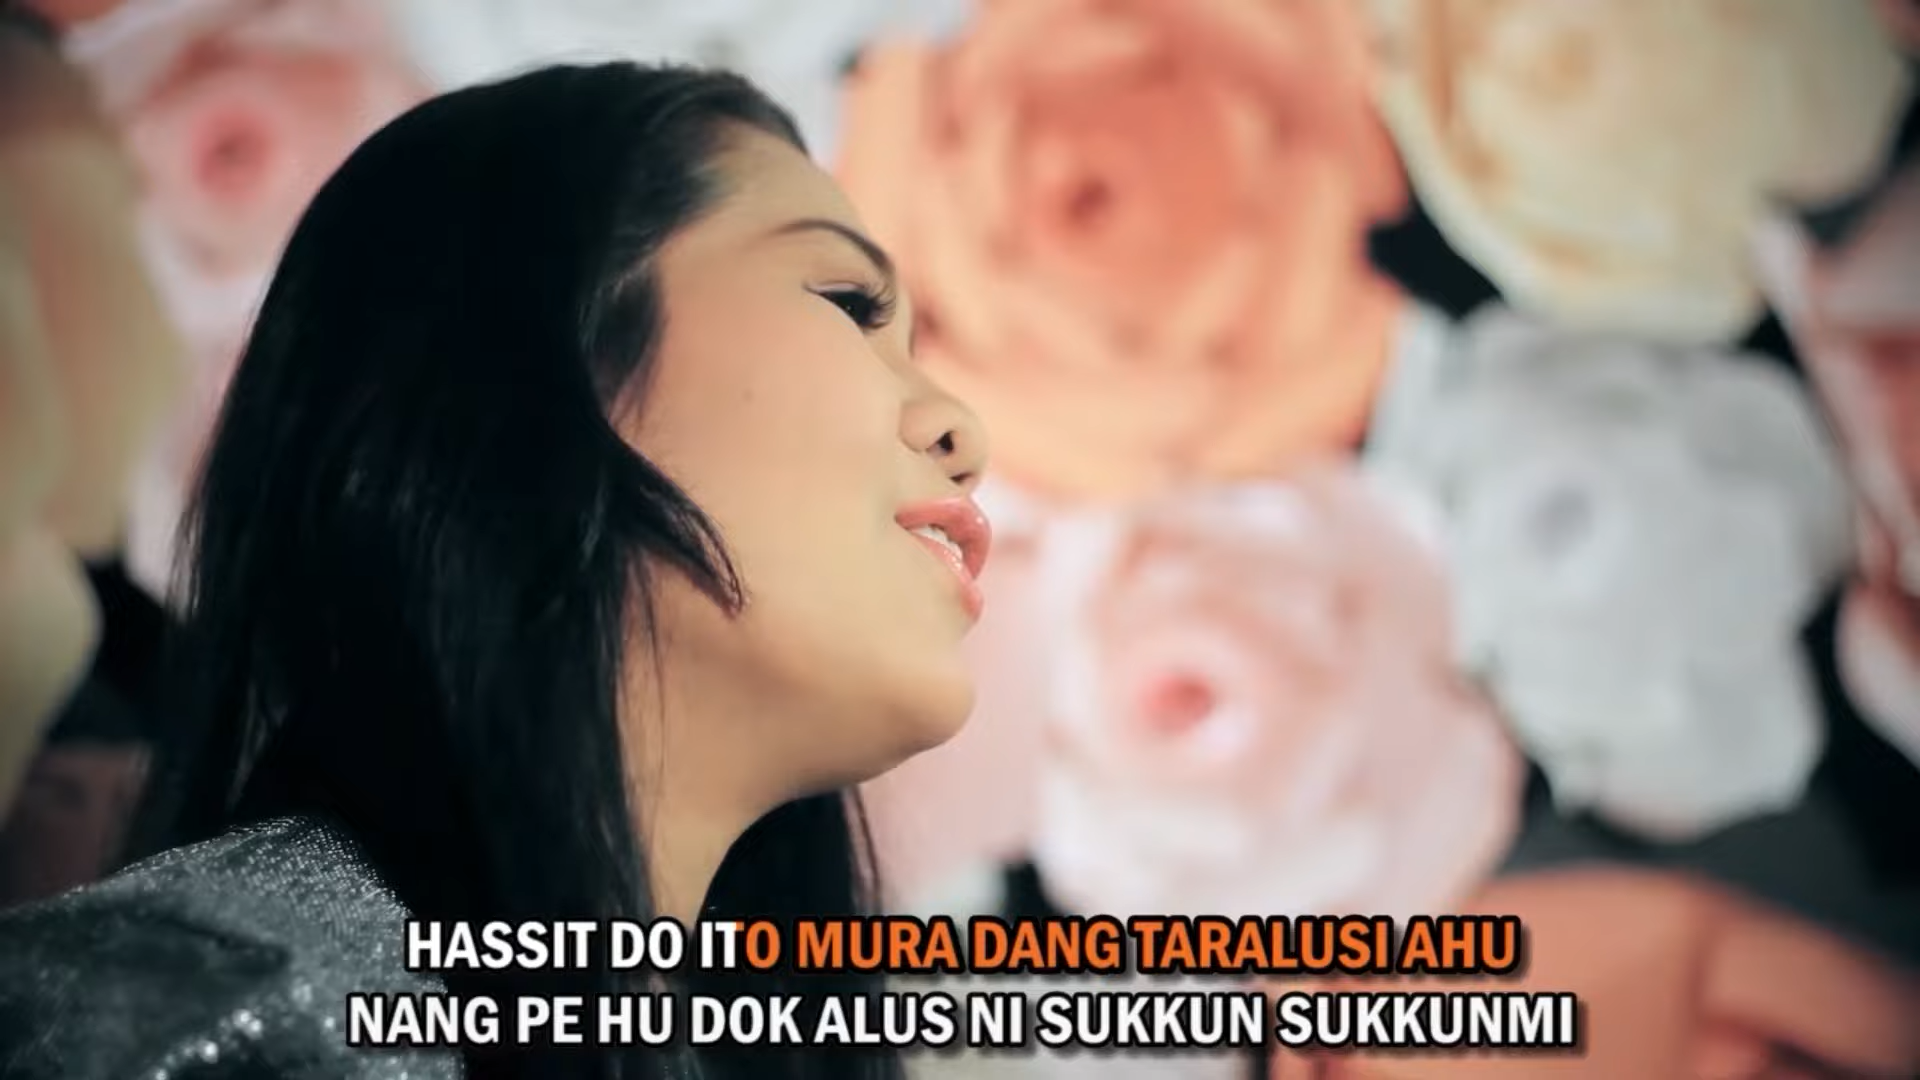 HASSIT DO ITO MURA DANG TARALUSI AHU
NANG PE HU DOK ALUS NI SUKKUN SUKKUNMI